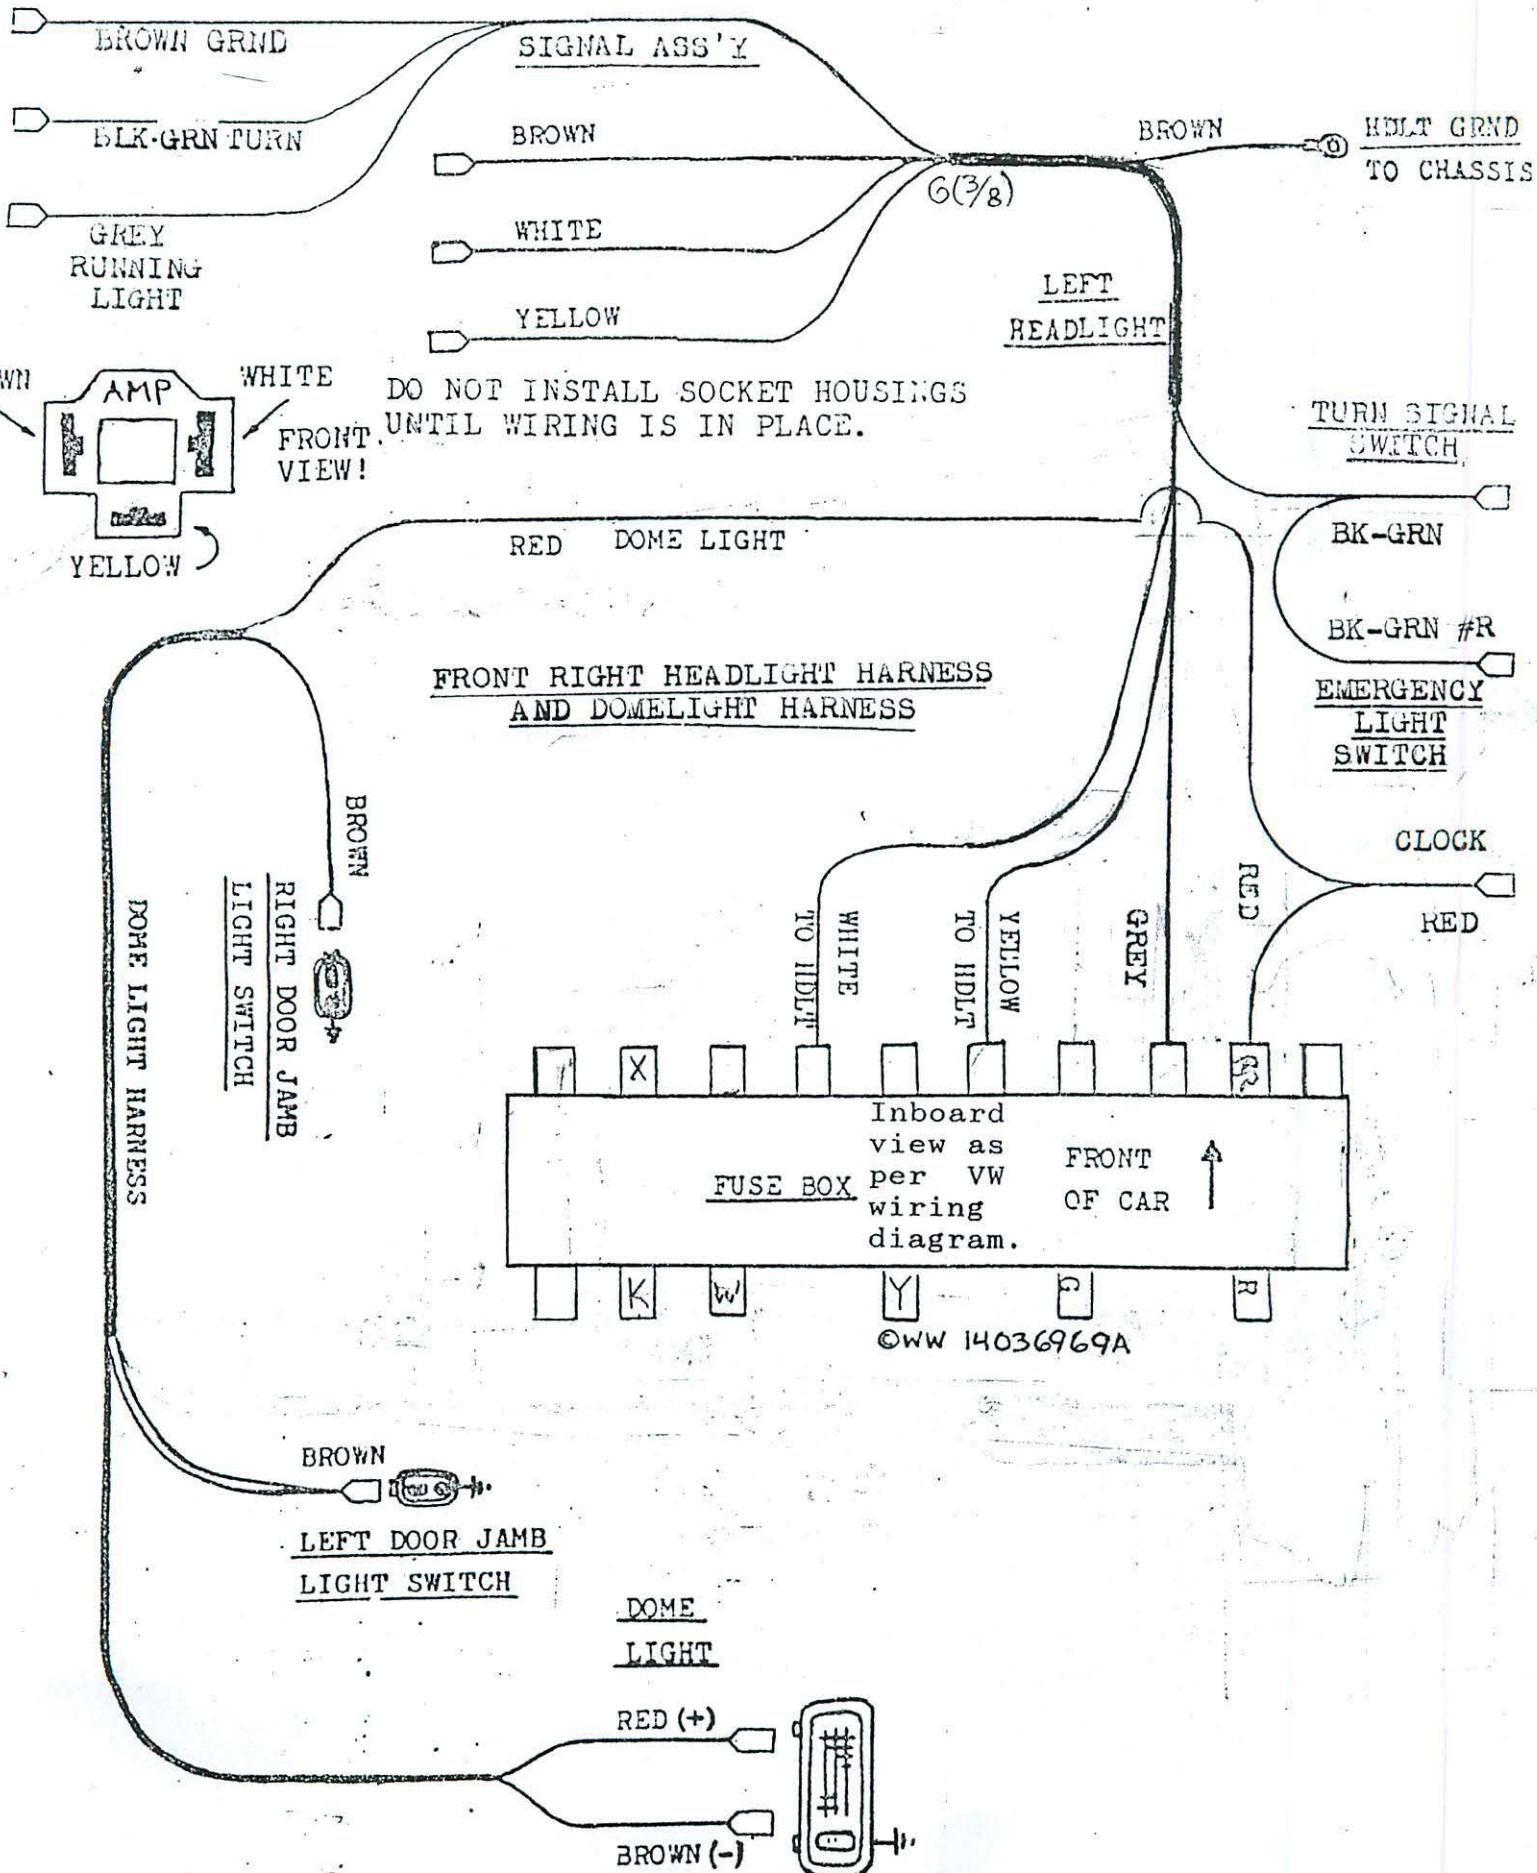 BROWN GRND
SIGNAL ASS'Y
BLK-GRN TURN
BROWN
BROWN
HDLT GRND
TO CHASSIS
6(3/8)
GREY
RUNNING
LIGHT
WHITE
YELLOW
LEFT
HEADLIGHT
WN
AMP
WHITE
FRONT
VIEW!
YELLOW
DO NOT INSTALL SOCKET HOUSINGS
UNTIL WIRING IS IN PLACE.
TURN SIGNAL
SWITCH
BK-GRN
BK-GRN #R
EMERGENCY
LIGHT
SWITCH
RED DOME LIGHT
FRONT RIGHT HEADLIGHT HARNESS
AND DOMELIGHT HARNESS
BROWN
RIGHT DOOR JAMB
LIGHT SWITCH
DOME LIGHT HARNESS
WHITE
TO HDLT
YELLOW
TO HDLT
GREY
RED
CLOCK
RED
X
FUSE BOX
Inboard
view as
per VW
wiring
diagram.
FRONT
OF CAR
K
W
Y
G
R
©WW 14036969A
BROWN
LEFT DOOR JAMB
LIGHT SWITCH
DOME
LIGHT
RED (+)
BROWN (-)